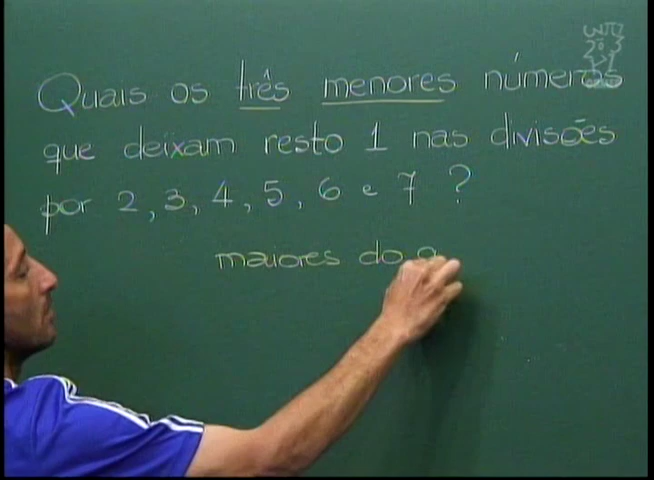 Quais os três menores números
que deixam resto 1 nas divisões
por 2, 3, 4, 5, 6 e 7 ?
maiores do